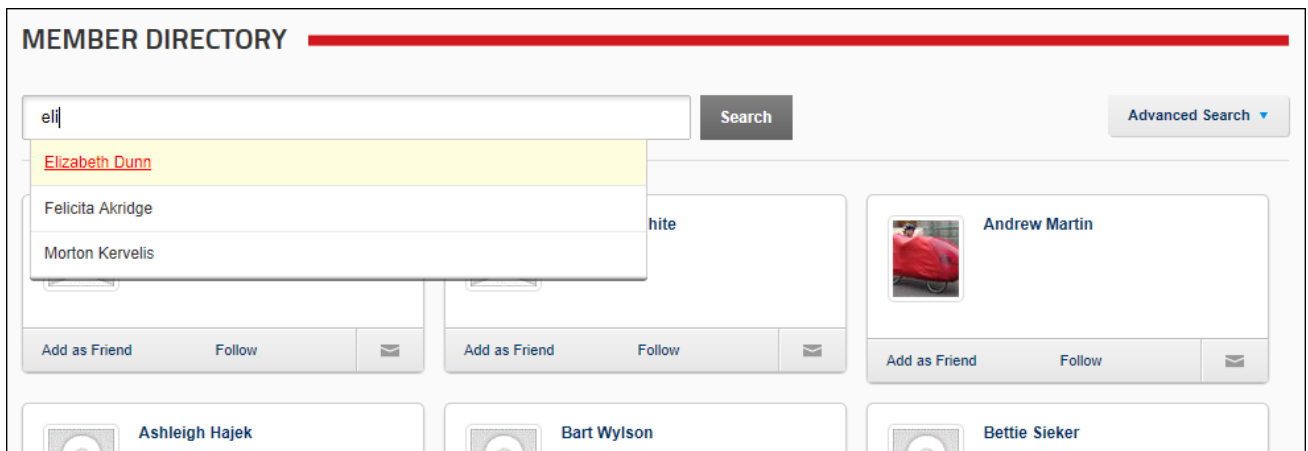 MEMBER DIRECTORY
eli
Search
Advanced Search
Elizabeth Dunn
Felicita Akridge
Morton Kervelis
hite
Andrew Martin
Add as Friend Follow
Add as Friend Follow
Add as Friend Follow
Ashleigh Hajek
Bart Wylson
Bettie Sieker